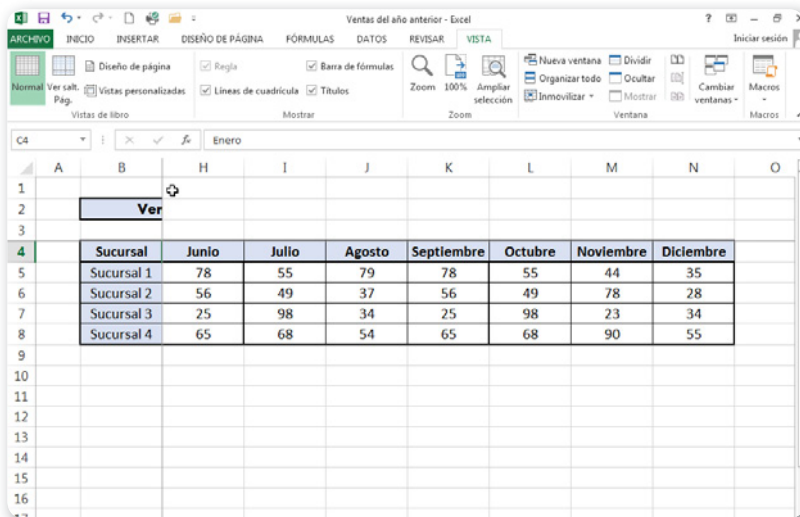 Ventas del año anterior - Excel
ARCHIVO INICIO INSERTAR DISEÑO DE PÁGINA FÓRMULAS DATOS REVISAR VISTA Iniciar sesión
Normal Ver salt. Pág. Diseño de página Vistas personalizadas
Vistas de libro
Regla Barra de fórmulas
Líneas de cuadrícula Títulos
Mostrar
Zoom 100% Ampliar selección
Zoom
Nueva ventana Dividir
Organizar todo Ocultar
Inmovilizar Mostrar
Cambiar ventanas
Ventana
Macros
Macros
C4 fx Enero
A B H I J K L M N O
1
2 Ver
3
4 Sucursal Junio Julio Agosto Septiembre Octubre Noviembre Diciembre
5 Sucursal 1 78 55 79 78 55 44 35
6 Sucursal 2 56 49 37 56 49 78 28
7 Sucursal 3 25 98 34 25 98 23 34
8 Sucursal 4 65 68 54 65 68 90 55
9
10
11
12
13
14
15
16